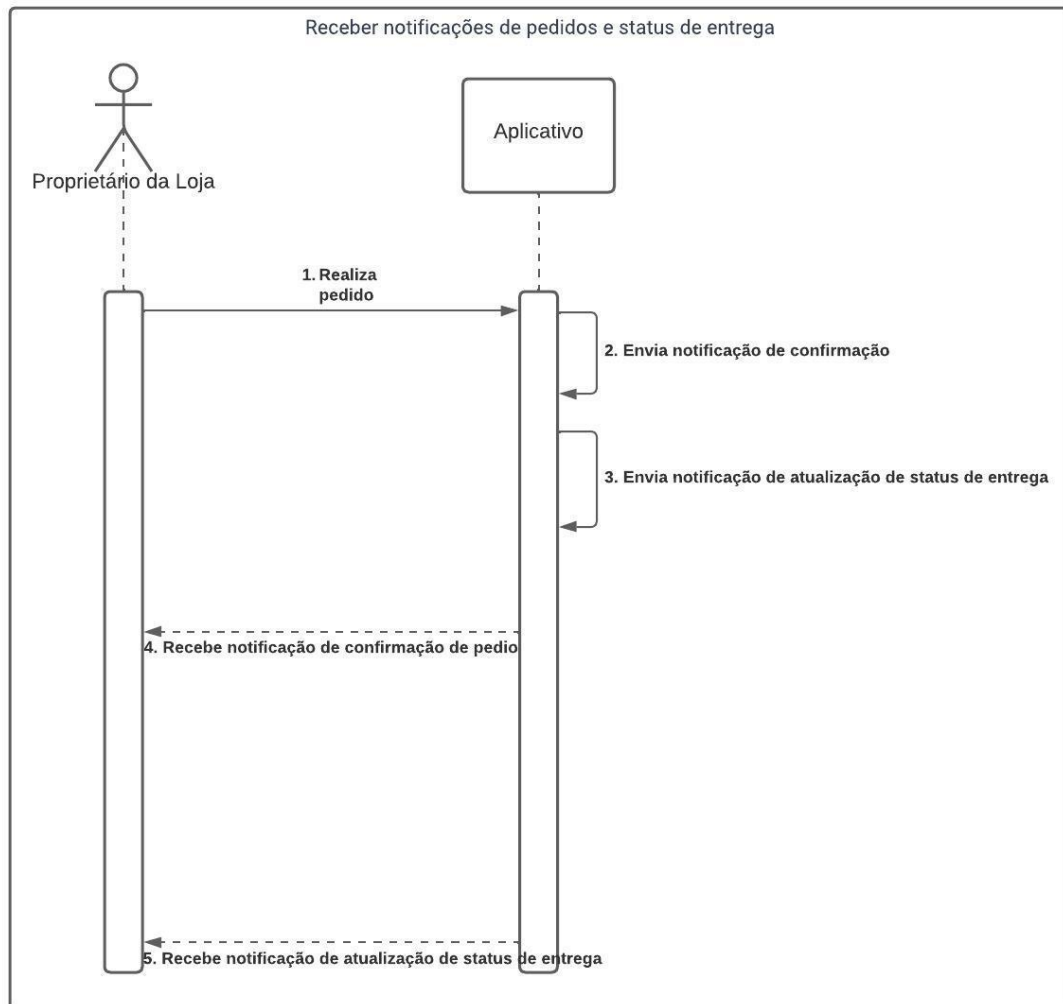 Receber notificações de pedidos e status de entrega
Aplicativo
Proprietário da Loja
1. Realiza
pedido
2. Envia notificação de confirmação
3. Envia notificação de atualização de status de entrega
4. Recebe notificação de confirmação de pedio
5. Recebe notificação de atualização de status de entrega